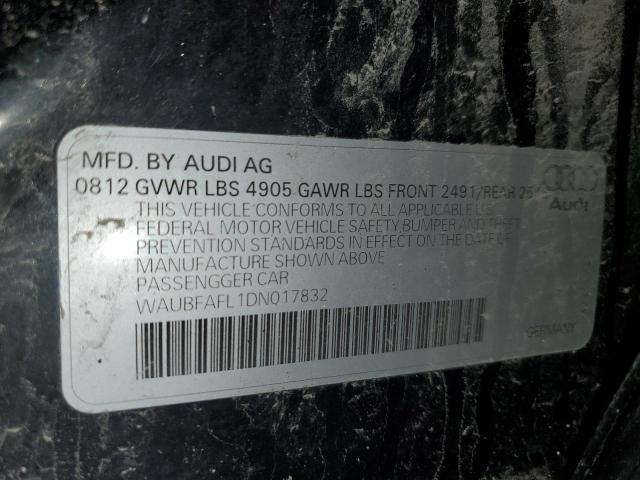 MFD. BY AUDI AG
0812 GVWR LBS 4905 GAWR LBS FRONT 2491/REAR
THIS VEHICLE CONFORMS TO ALL APPLICABLE U.S.
FEDERAL MOTOR VEHICLE SAFETY, BUMPER AND THEFT
PREVENTION STANDARDS IN EFFECT ON THE DATE OF
MANUFACTURE SHOWN ABOVE
PASSENGGER CAR
WAUBFAFL1DN017832
Audi
GERMANY